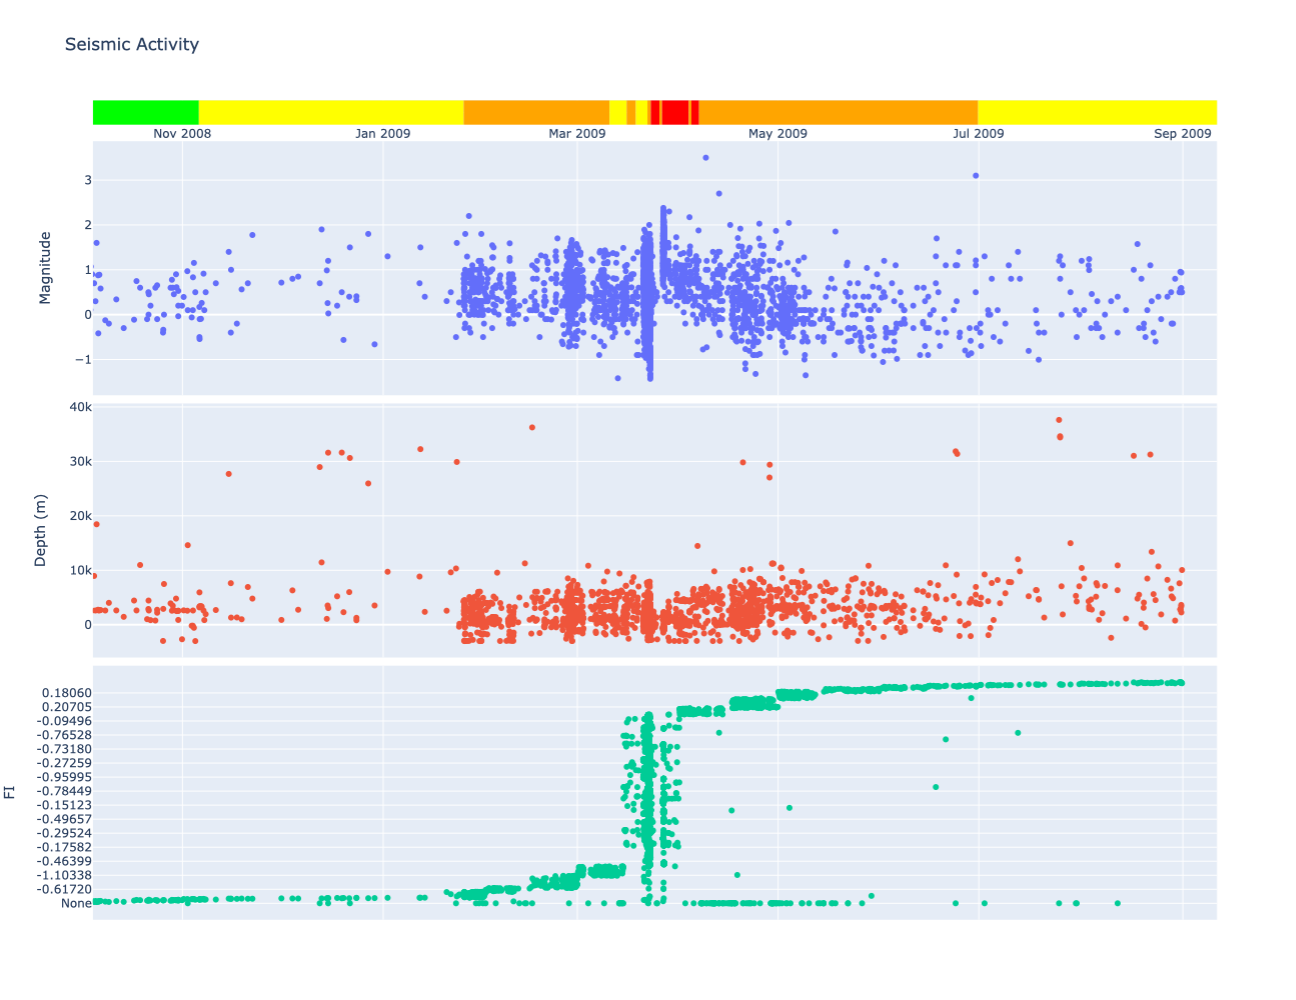 Seismic Activity
Nov 2008 Jan 2009 Mar 2009 May 2009 Jul 2009 Sep 2009
Magnitude
3
2
1
0
−1
Depth (m)
40k
30k
20k
10k
0
FI
0.18060
0.20705
-0.09496
-0.76528
-0.73180
-0.27259
-0.95995
-0.78449
-0.15123
-0.49657
-0.29524
-0.17582
-0.46399
-1.10338
-0.61720
None